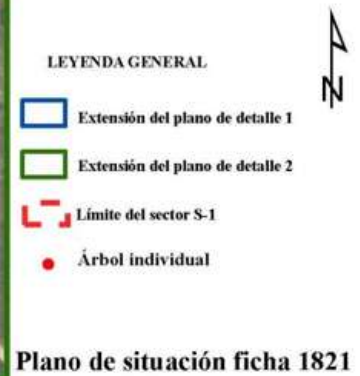 N
LEYENDA GENERAL
Extensión del plano de detalle 1
Extensión del plano de detalle 2
Límite del sector S-1
Árbol individual
Plano de situación ficha 1821